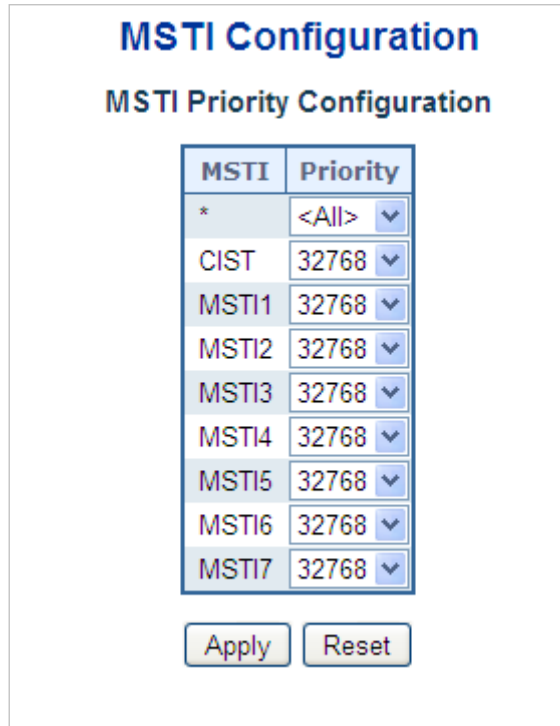 MSTI Configuration
MSTI Priority Configuration
MSTI Priority
* <All>
CIST 32768
MSTI1 32768
MSTI2 32768
MSTI3 32768
MSTI4 32768
MSTI5 32768
MSTI6 32768
MSTI7 32768
Apply Reset